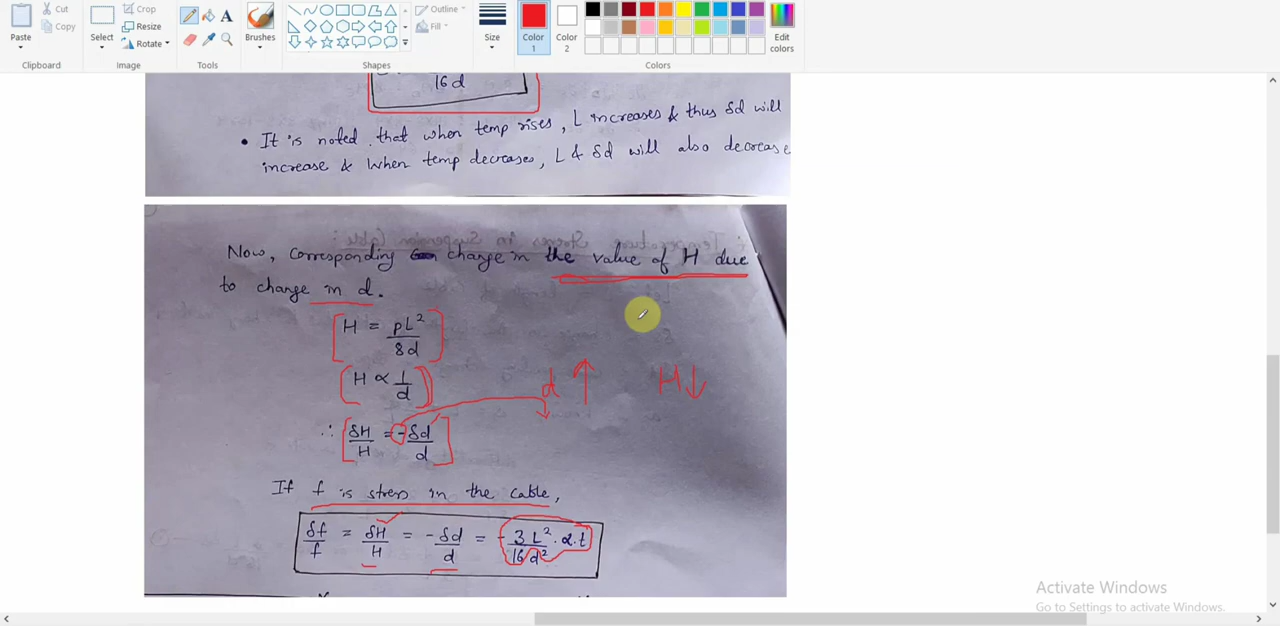 Cut
Copy
Paste
Clipboard
Crop
Resize
Rotate
Select
Image
Tools
Brushes
Shapes
Outline
Fill
Size
Color 1
Color 2
Edit colors
Colors
16 d
• It is noted that when temp rises, L increases & thus δd will
increase & when temp decreases, L & δd will also decrease
Now, corresponding change in the value of H due
to change in d.
H = pL²/8d
H ∝ 1/d
d ↑ H ↓
∴ δH/H = -δd/d
If f is stress in the cable,
δf/f = δH/H = -δd/d = -3L²/16d² . α.t
Activate Windows
Go to Settings to activate Windows.